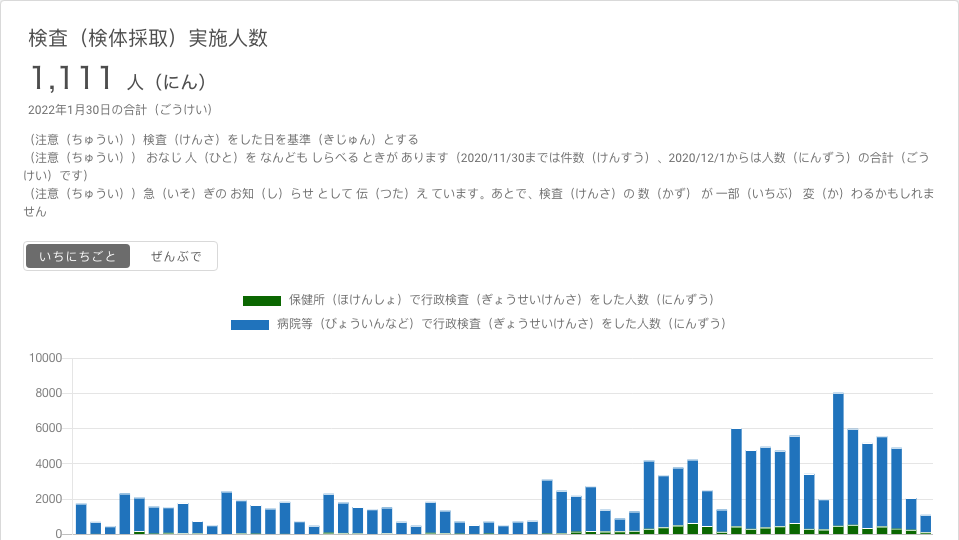 検査（検体採取）実施人数
1,111 人（にん）
2022年1月30日の合計（ごうけい）
（注意（ちゅうい））検査（けんさ）をした日を基準（きじゅん）とする
（注意（ちゅうい）） おなじ 人（ひと）を なんども しらべる ときが あります（2020/11/30までは件数（けんすう）、2020/12/1からは人数（にんずう）の合計（ごう
けい）です）
（注意（ちゅうい））急（いそ）ぎの お知（し）らせ として 伝（つた）え ています。あとで、検査（けんさ）の 数（かず） が 一部（いちぶ） 変（か）わるかもしれま
せん
いちにちごと ぜんぶで
保健所（ほけんしょ）で行政検査（ぎょうせいけんさ）をした人数（にんずう）
病院等（びょういんなど）で行政検査（ぎょうせいけんさ）をした人数（にんずう）
10000
8000
6000
4000
2000
0